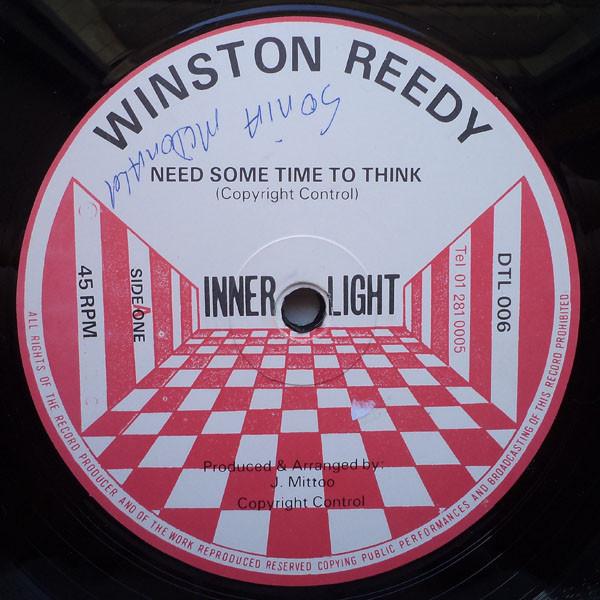 WINSTON REEDY
SONIA McDonald
NEED SOME TIME TO THINK
(Copyright Control)
INNER LIGHT
45 RPM
SIDE/ONE
Tel 01 281 0005
DTL 006
Produced & Arranged by:
J. Mittoo
Copyright Control
ALL RIGHTS OF THE RECORD PRODUCER AND OF THE WORK REPRODUCED RESERVED COPYING PUBLIC PERFORMANCES AND BROADCASTING OF THIS RECORD PROHIBITED